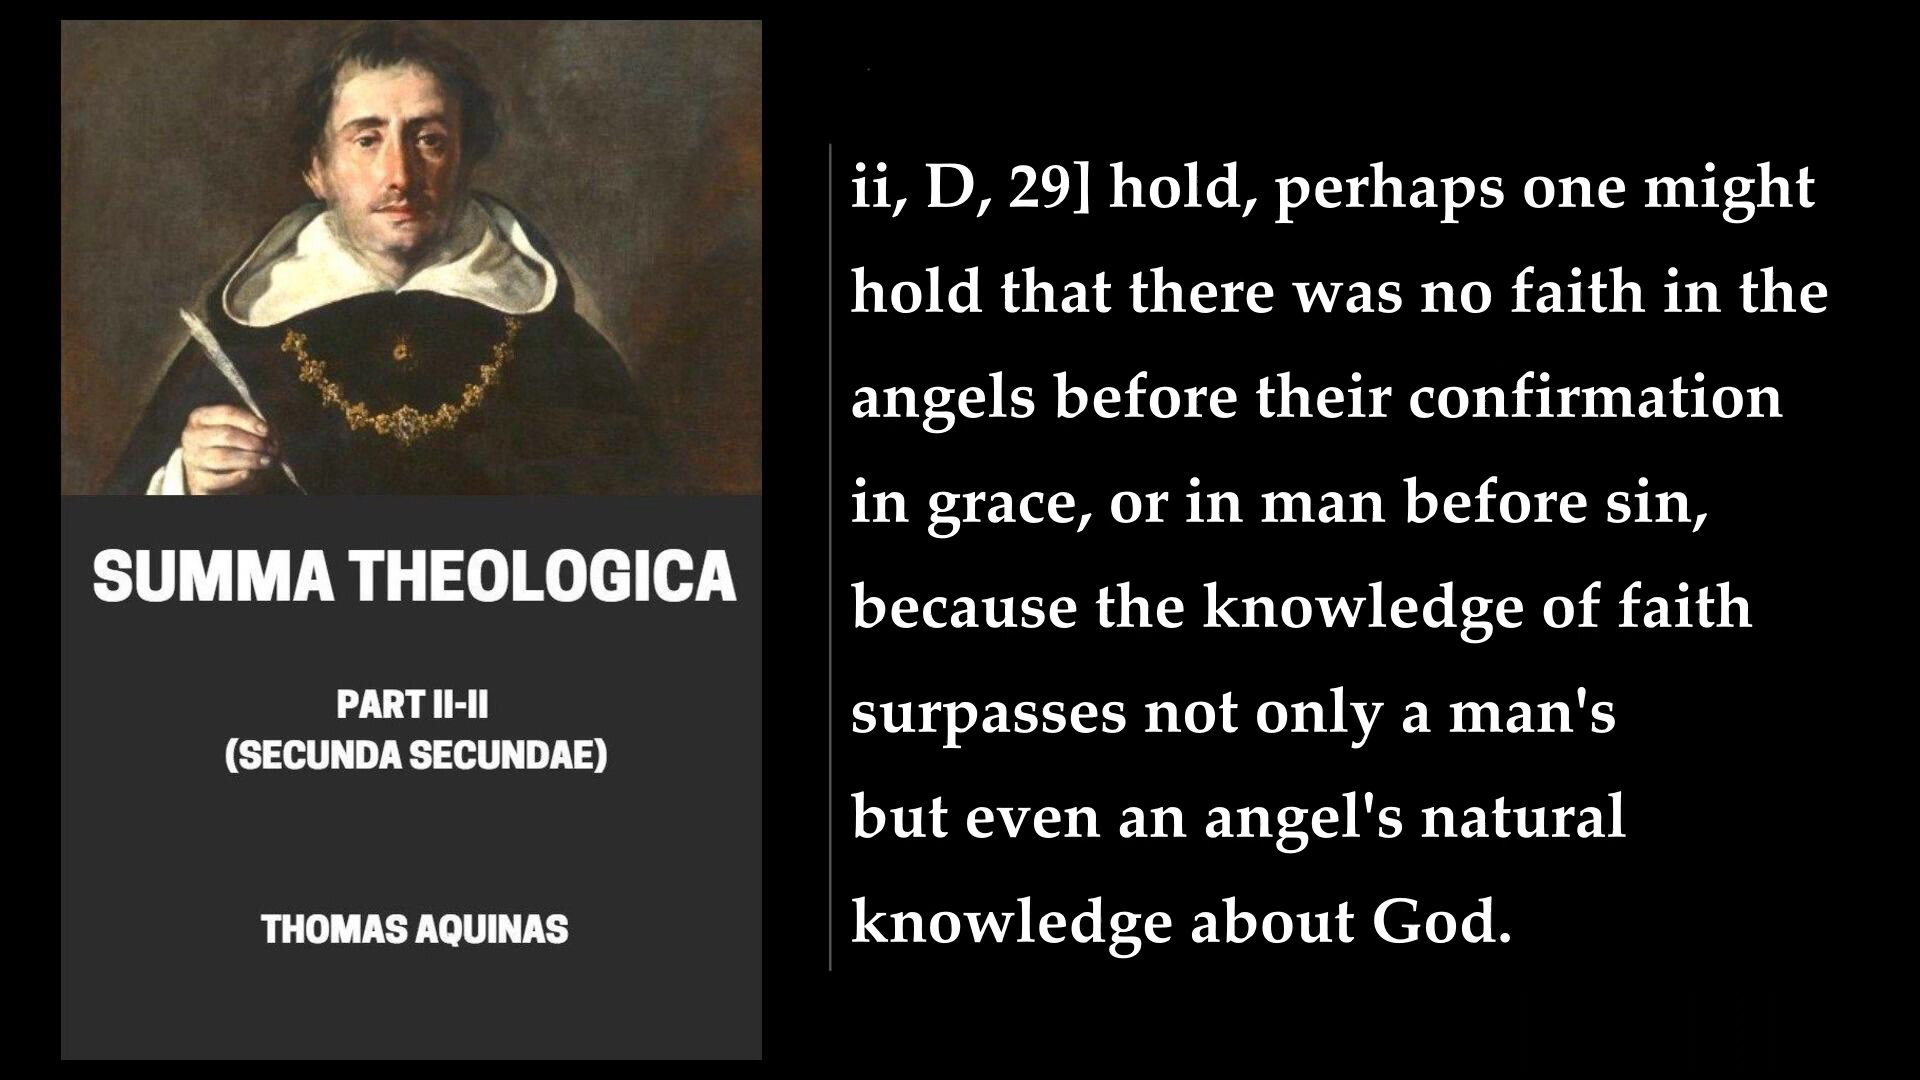 SUMMA THEOLOGICA
PART II-II
(SECUNDA SECUNDAE)
THOMAS AQUINAS
ii, D, 29] hold, perhaps one might
hold that there was no faith in the
angels before their confirmation
in grace, or in man before sin,
because the knowledge of faith
surpasses not only a man's
but even an angel's natural
knowledge about God.